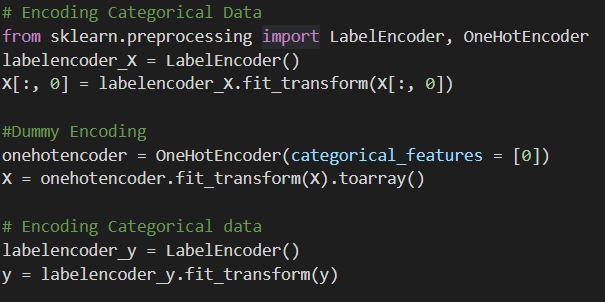 # Encoding Categorical Data
from sklearn.preprocessing import LabelEncoder, OneHotEncoder
labelencoder_X = LabelEncoder()
X[:, 0] = labelencoder_X.fit_transform(X[:, 0])
#Dummy Encoding
onehotencoder = OneHotEncoder(categorical_features = [0])
X = onehotencoder.fit_transform(X).toarray()
# Encoding Categorical data
labelencoder_y = LabelEncoder()
y = labelencoder_y.fit_transform(y)